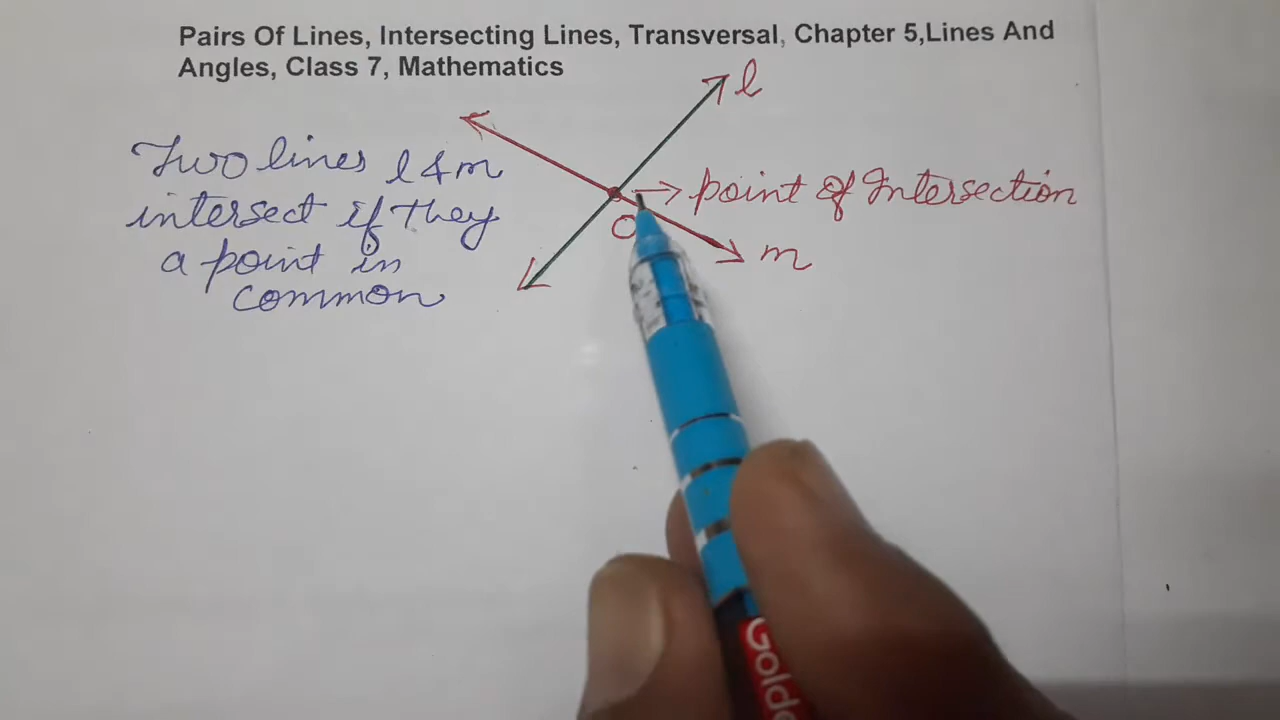 Pairs Of Lines, Intersecting Lines, Transversal, Chapter 5,Lines And
Angles, Class 7, Mathematics
l
Two lines l & m
intersect if they
a point in
common
point of Intersection
O
m
Golde